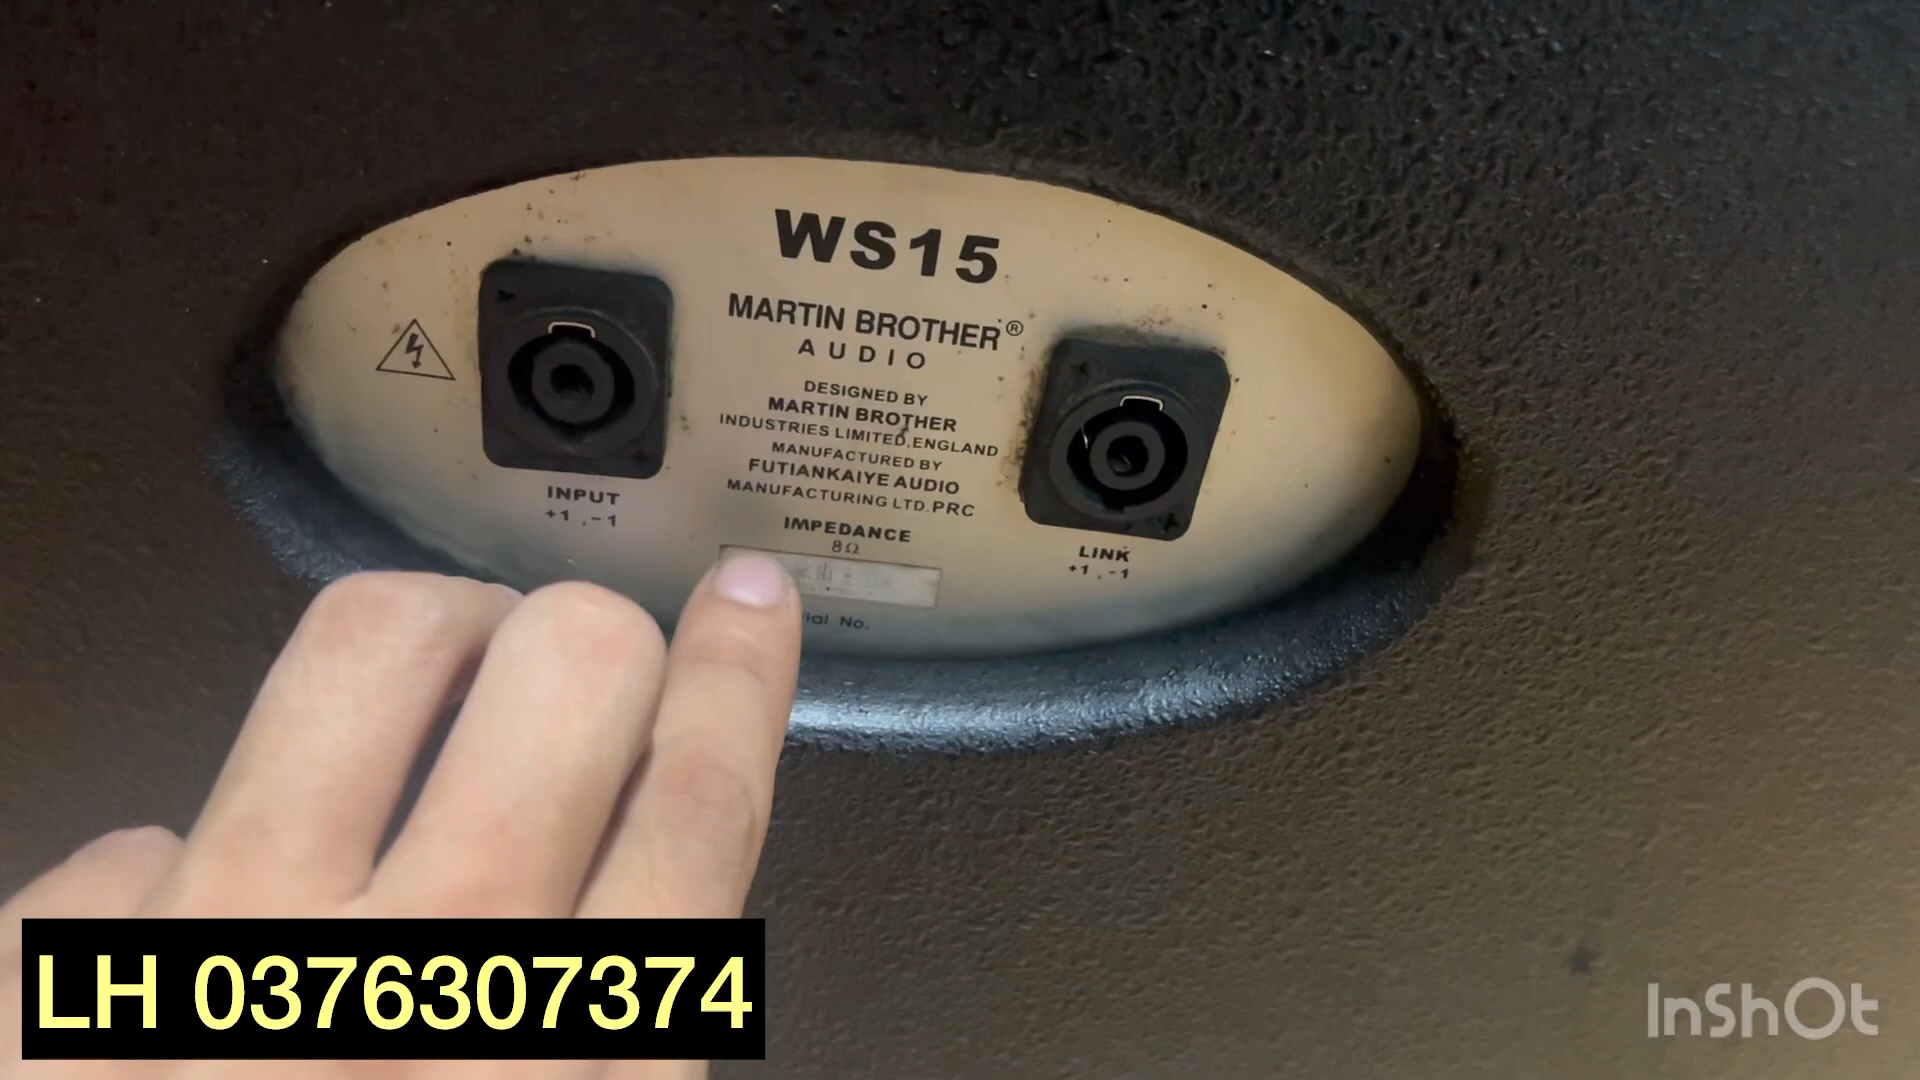 WS15
MARTIN BROTHER®
AUDIO
DESIGNED BY
MARTIN BROTHER
INDUSTRIES LIMITED, ENGLAND
MANUFACTURED BY
FUTIANKAIYE AUDIO
MANUFACTURING LTD. PRC
IMPEDANCE
8Ω
No.
INPUT
+1 , -1
LINK
+1 , -1
LH 0376307374
InShOt